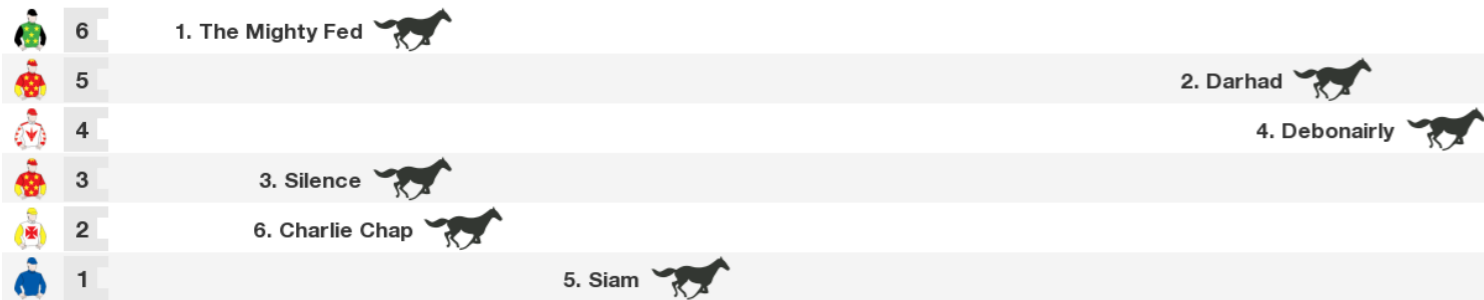 6 1. The Mighty Fed
5 2. Darhad
4 4. Debonairly
3 3. Silence
2 6. Charlie Chap
1 5. Siam